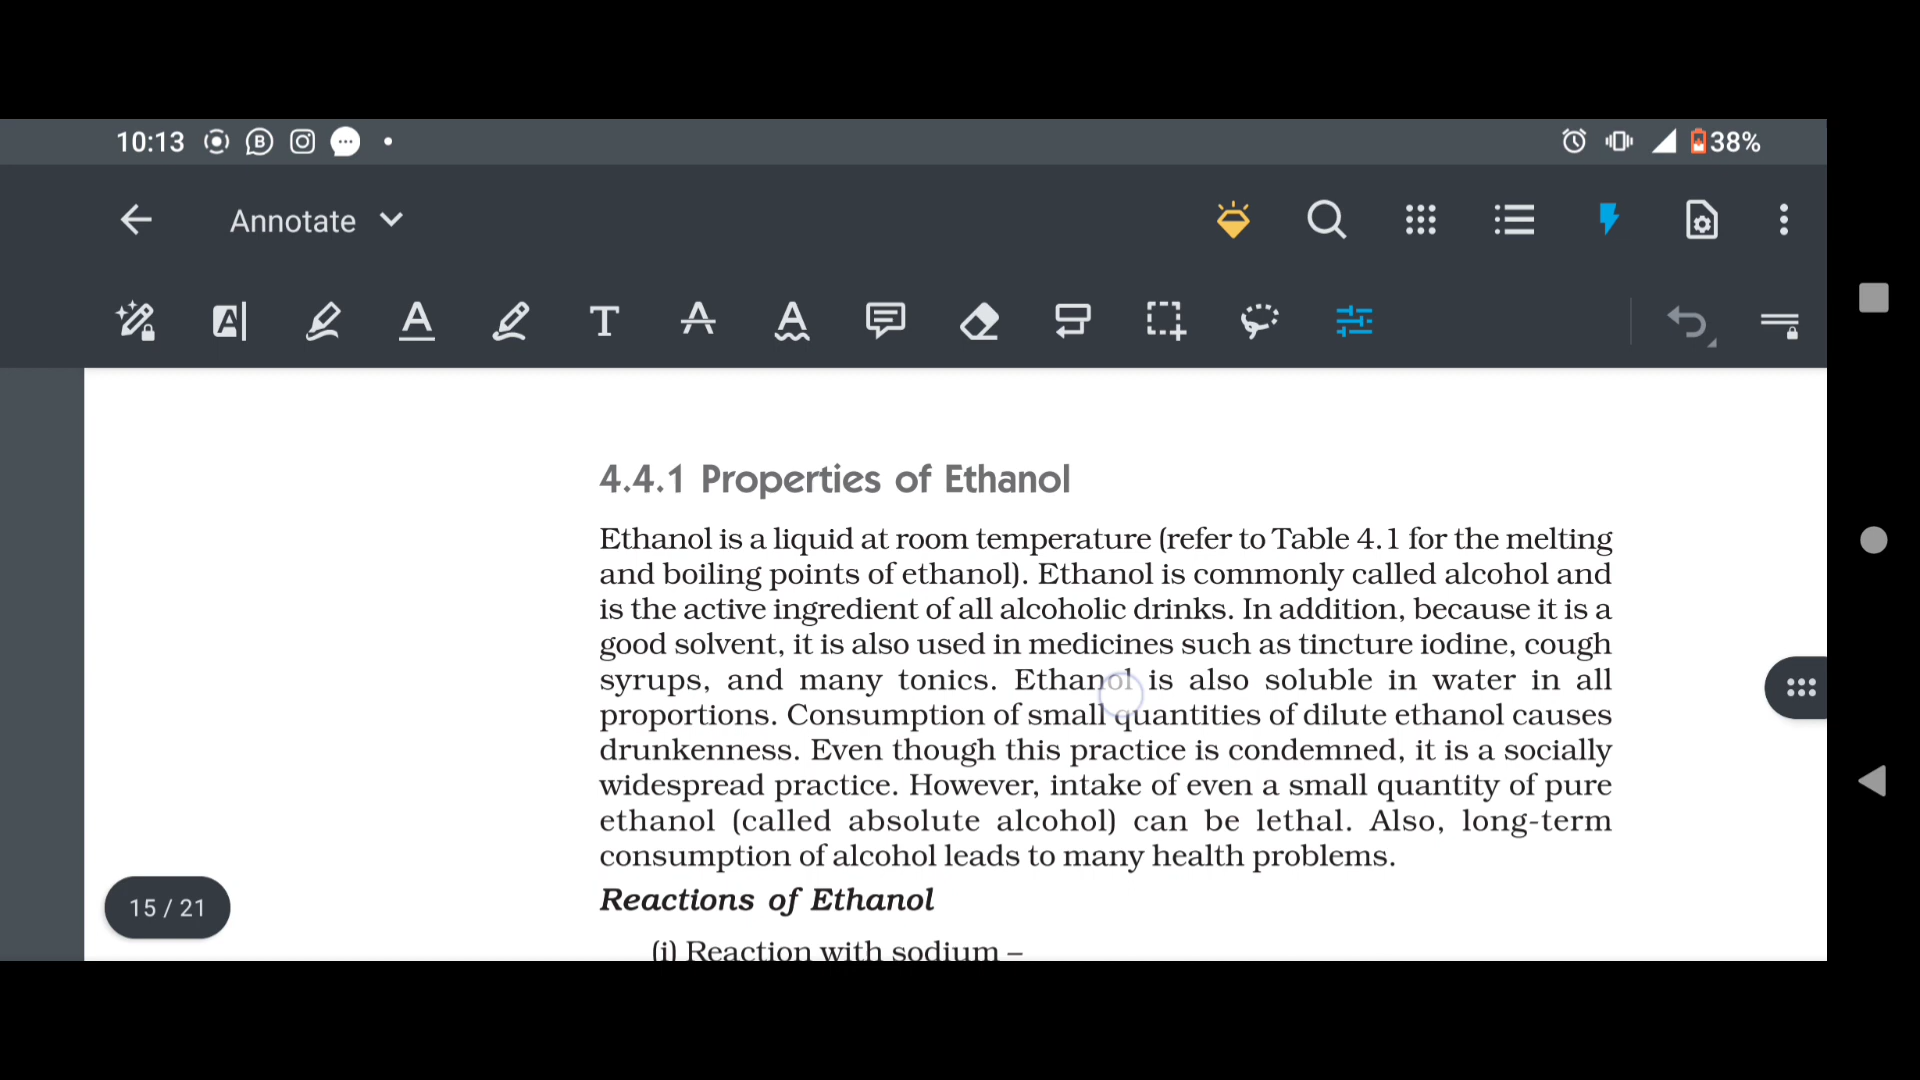 10:13
38%
Annotate
4.4.1 Properties of Ethanol
Ethanol is a liquid at room temperature (refer to Table 4.1 for the melting
and boiling points of ethanol). Ethanol is commonly called alcohol and
is the active ingredient of all alcoholic drinks. In addition, because it is a
good solvent, it is also used in medicines such as tincture iodine, cough
syrups, and many tonics. Ethanol is also soluble in water in all
proportions. Consumption of small quantities of dilute ethanol causes
drunkenness. Even though this practice is condemned, it is a socially
widespread practice. However, intake of even a small quantity of pure
ethanol (called absolute alcohol) can be lethal. Also, long-term
consumption of alcohol leads to many health problems.
Reactions of Ethanol
15 / 21
(i) Reaction with sodium –